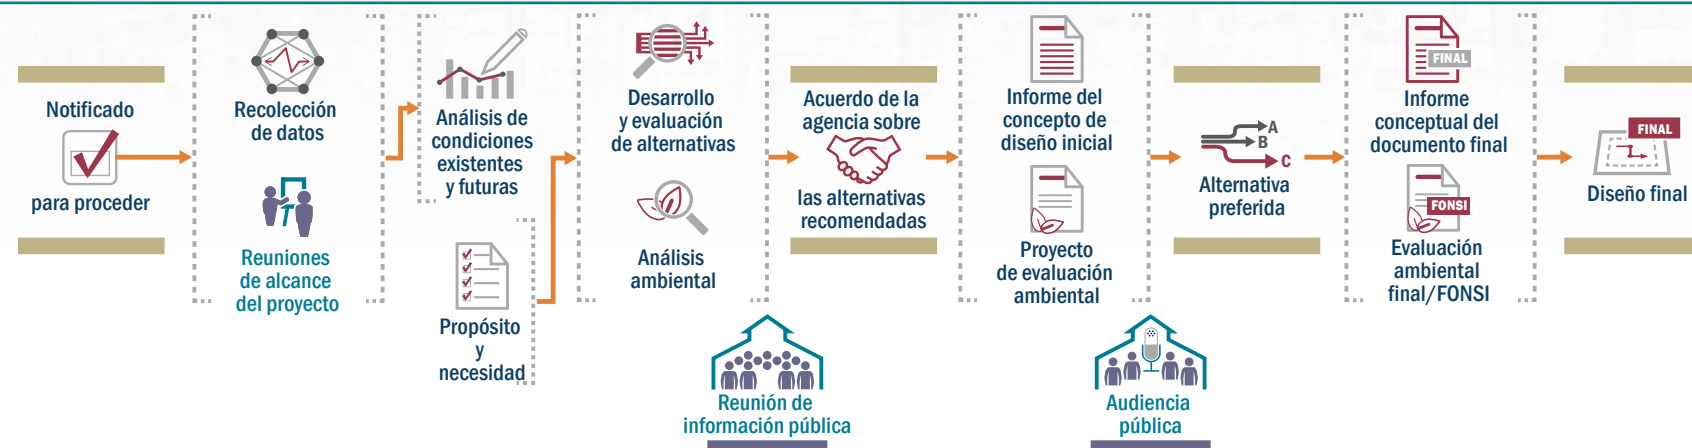 Notificado
para proceder
Recolección
de datos
Reuniones
de alcance
del proyecto
Análisis de
condiciones
existentes
y futuras
Propósito
y
necesidad
Desarrollo
y evaluación
de alternativas
Análisis
ambiental
Reunión de
información pública
Acuerdo de la
agencia sobre
las alternativas
recomendadas
Informe del
concepto de
diseño inicial
Proyecto
de evaluación
ambiental
Audiencia
pública
A
B
C
Alternativa
preferida
FINAL
Informe
conceptual del
documento final
FONSI
Evaluación
ambiental
final/FONSI
FINAL
Diseño final